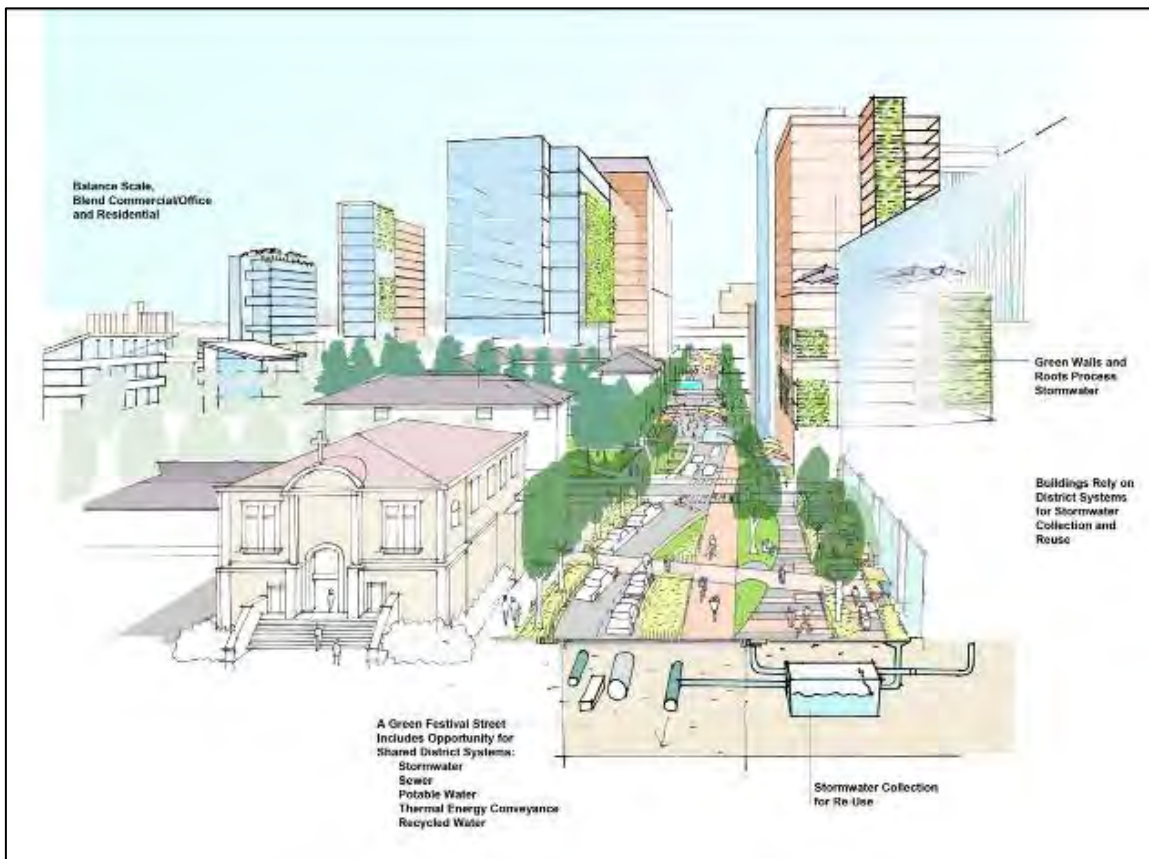 Balance Scale,
Blend Commercial/Office
and Residential
Green Walls and
Roots Process
Stormwater
Buildings Rely on
District Systems
for Stormwater
Collection and
Reuse
A Green Festival Street
Includes Opportunity for
Shared District Systems:
Stormwater
Sewer
Potable Water
Thermal Energy Conveyance
Recycled Water
Stormwater Collection
for Re-Use